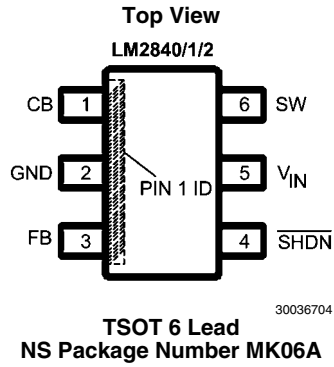 Top View
LM2840/1/2
CB 1 6 SW
GND 2 5 VIN
PIN 1 ID
FB 3 4 SHDN
30036704
TSOT 6 Lead
NS Package Number MK06A